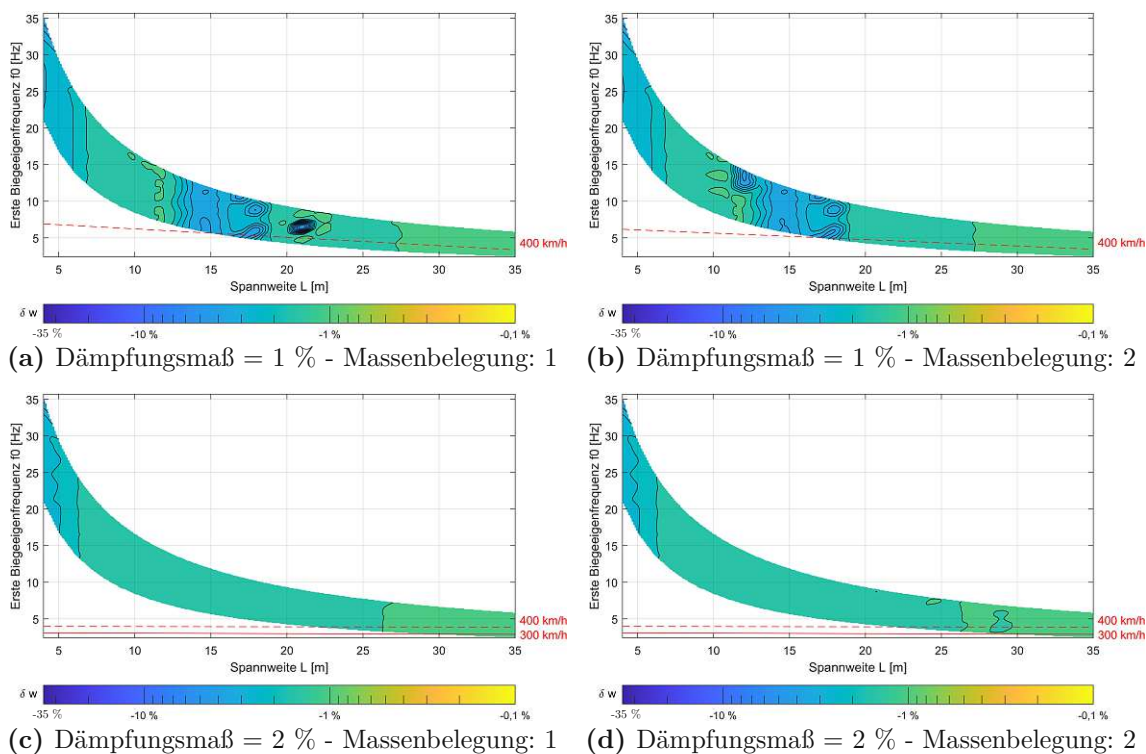 35
30
25
20
15
10
5
Erste Biegeeigenfrequenz f0 [Hz]
400 km/h
5 10 15 20 25 30 35
Spannweite L [m]
δ w
-35 % -10 % -1 % -0,1 %
(a) Dämpfungsmaß = 1 % - Massenbelegung: 1
35
30
25
20
15
10
5
Erste Biegeeigenfrequenz f0 [Hz]
400 km/h
5 10 15 20 25 30 35
Spannweite L [m]
δ w
-35 % -10 % -1 % -0,1 %
(b) Dämpfungsmaß = 1 % - Massenbelegung: 2
35
30
25
20
15
10
5
Erste Biegeeigenfrequenz f0 [Hz]
400 km/h
300 km/h
5 10 15 20 25 30 35
Spannweite L [m]
δ w
-35 % -10 % -1 % -0,1 %
(c) Dämpfungsmaß = 2 % - Massenbelegung: 1
35
30
25
20
15
10
5
Erste Biegeeigenfrequenz f0 [Hz]
400 km/h
300 km/h
5 10 15 20 25 30 35
Spannweite L [m]
δ w
-35 % -10 % -1 % -0,1 %
(d) Dämpfungsmaß = 2 % - Massenbelegung: 2